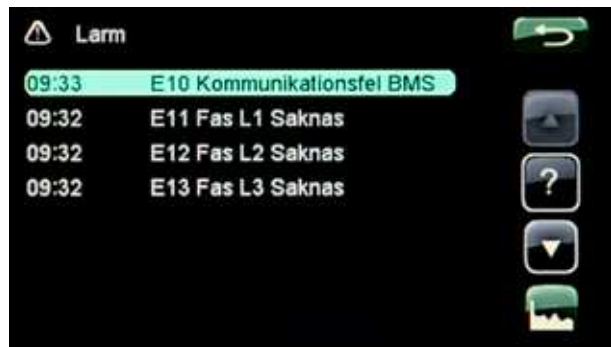 Larm
09:33 E10 Kommunikationsfel BMS
09:32 E11 Fas L1 Saknas
09:32 E12 Fas L2 Saknas
09:32 E13 Fas L3 Saknas
?